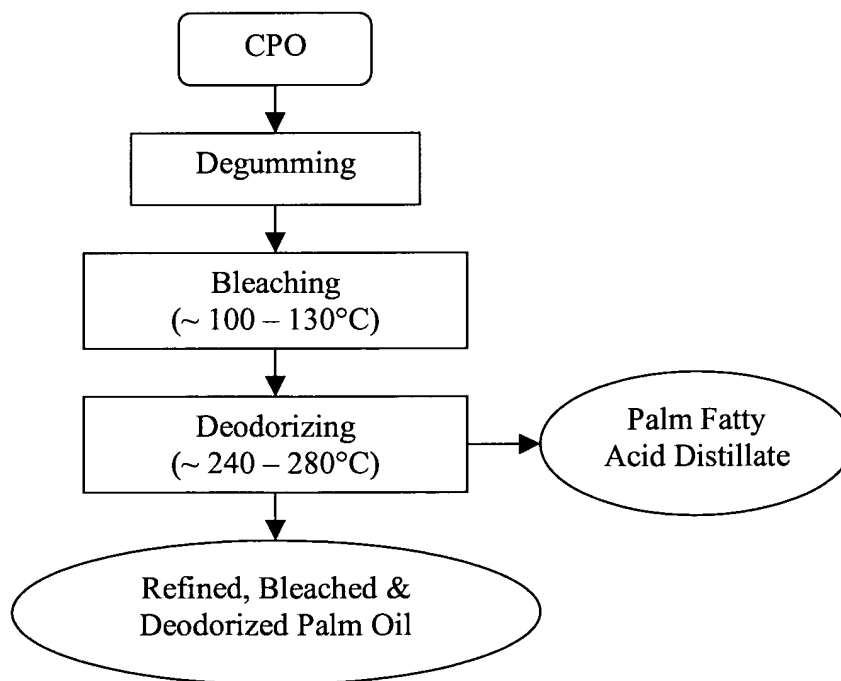 CPO
Degumming
Bleaching
(~ 100 – 130°C)
Deodorizing
(~ 240 – 280°C)
Palm Fatty
Acid Distillate
Refined, Bleached &
Deodorized Palm Oil